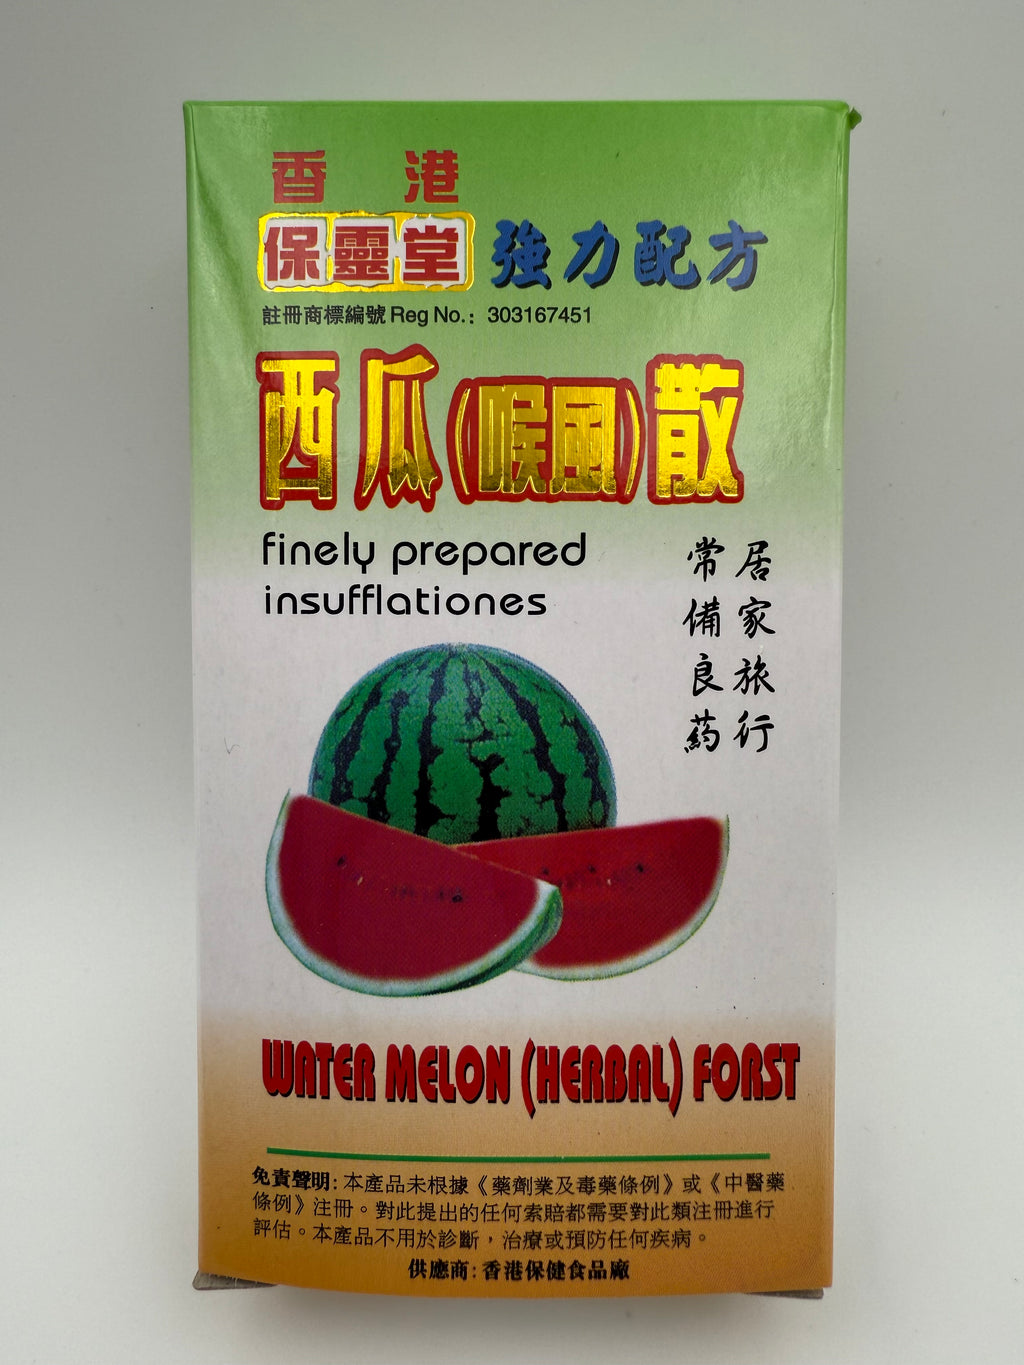 香港
保靈堂 強力配方
註冊商標編號 Reg No.: 303167451
西瓜(喉風)散
finely prepared
insufflationes
居家旅行
常備良葯
WATER MELON (HERBAL) FORST
免責聲明: 本產品未根據《藥劑業及毒藥條例》或《中醫藥
條例》注冊。對此提出的任何索賠都需要對此類注冊進行
評估。本產品不用於診斷，治療或預防任何疾病。
供應商: 香港保健食品廠